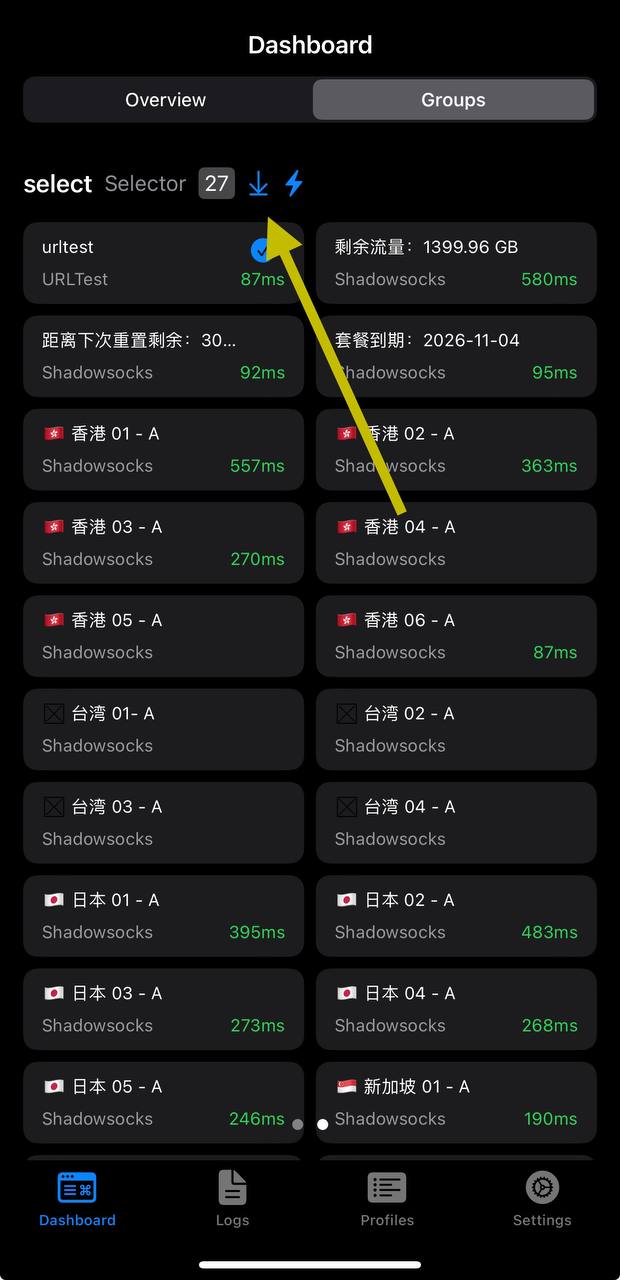 Dashboard
Overview Groups
select Selector 27
urltest
URLTest 87ms
剩余流量：1399.96 GB
Shadowsocks 580ms
距离下次重置剩余：30...
Shadowsocks 92ms
套餐到期：2026-11-04
Shadowsocks 95ms
香港 01 - A
Shadowsocks 557ms
香港 02 - A
Shadowsocks 363ms
香港 03 - A
Shadowsocks 270ms
香港 04 - A
Shadowsocks
香港 05 - A
Shadowsocks
香港 06 - A
Shadowsocks 87ms
台湾 01- A
Shadowsocks
台湾 02 - A
Shadowsocks
台湾 03 - A
Shadowsocks
台湾 04 - A
Shadowsocks
日本 01 - A
Shadowsocks 395ms
日本 02 - A
Shadowsocks 483ms
日本 03 - A
Shadowsocks 273ms
日本 04 - A
Shadowsocks 268ms
日本 05 - A
Shadowsocks 246ms
新加坡 01 - A
Shadowsocks 190ms
Dashboard Logs Profiles Settings